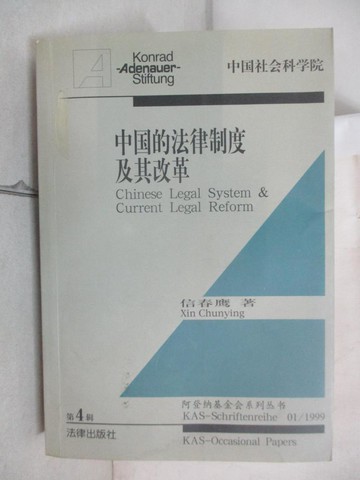 Konrad
-Adenauer-
Stiftung
中国社会科学院
中国的法律制度
及其改革
Chinese Legal System &
Current Legal Reform
信春鹰 著
Xin Chunying
第4辑
阿登纳基金会系列丛书
KAS-Schriftenreihe 01/1999
法律出版社
KAS-Occasional Papers